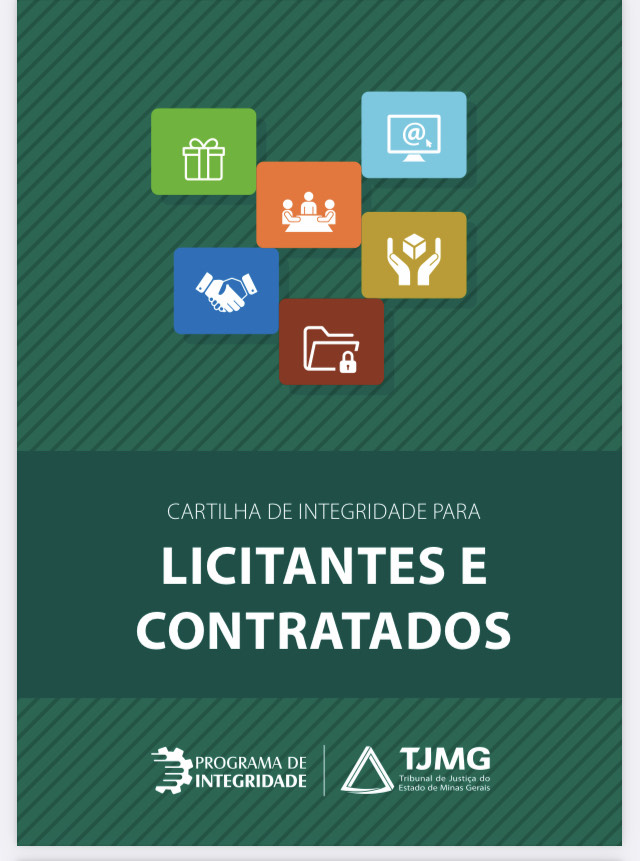 @
CARTILHA DE INTEGRIDADE PARA
LICITANTES E
CONTRATADOS
PROGRAMA DE
INTEGRIDADE
TJMG
Tribunal de Justiça do
Estado de Minas Gerais